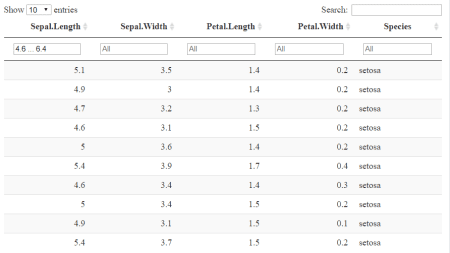 Show 10 entries Search:
Sepal.Length Sepal.Width Petal.Length Petal.Width Species
4.6 ... 6.4 All All All All
5.1 3.5 1.4 0.2 setosa
4.9 3 1.4 0.2 setosa
4.7 3.2 1.3 0.2 setosa
4.6 3.1 1.5 0.2 setosa
5 3.6 1.4 0.2 setosa
5.4 3.9 1.7 0.4 setosa
4.6 3.4 1.4 0.3 setosa
5 3.4 1.5 0.2 setosa
4.9 3.1 1.5 0.1 setosa
5.4 3.7 1.5 0.2 setosa